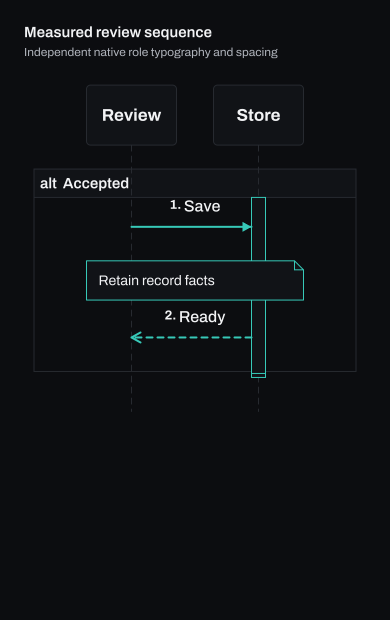 Measured review sequence
Independent native role typography and spacing
Review Store
alt Accepted
1. Save
Retain record facts
2. Ready